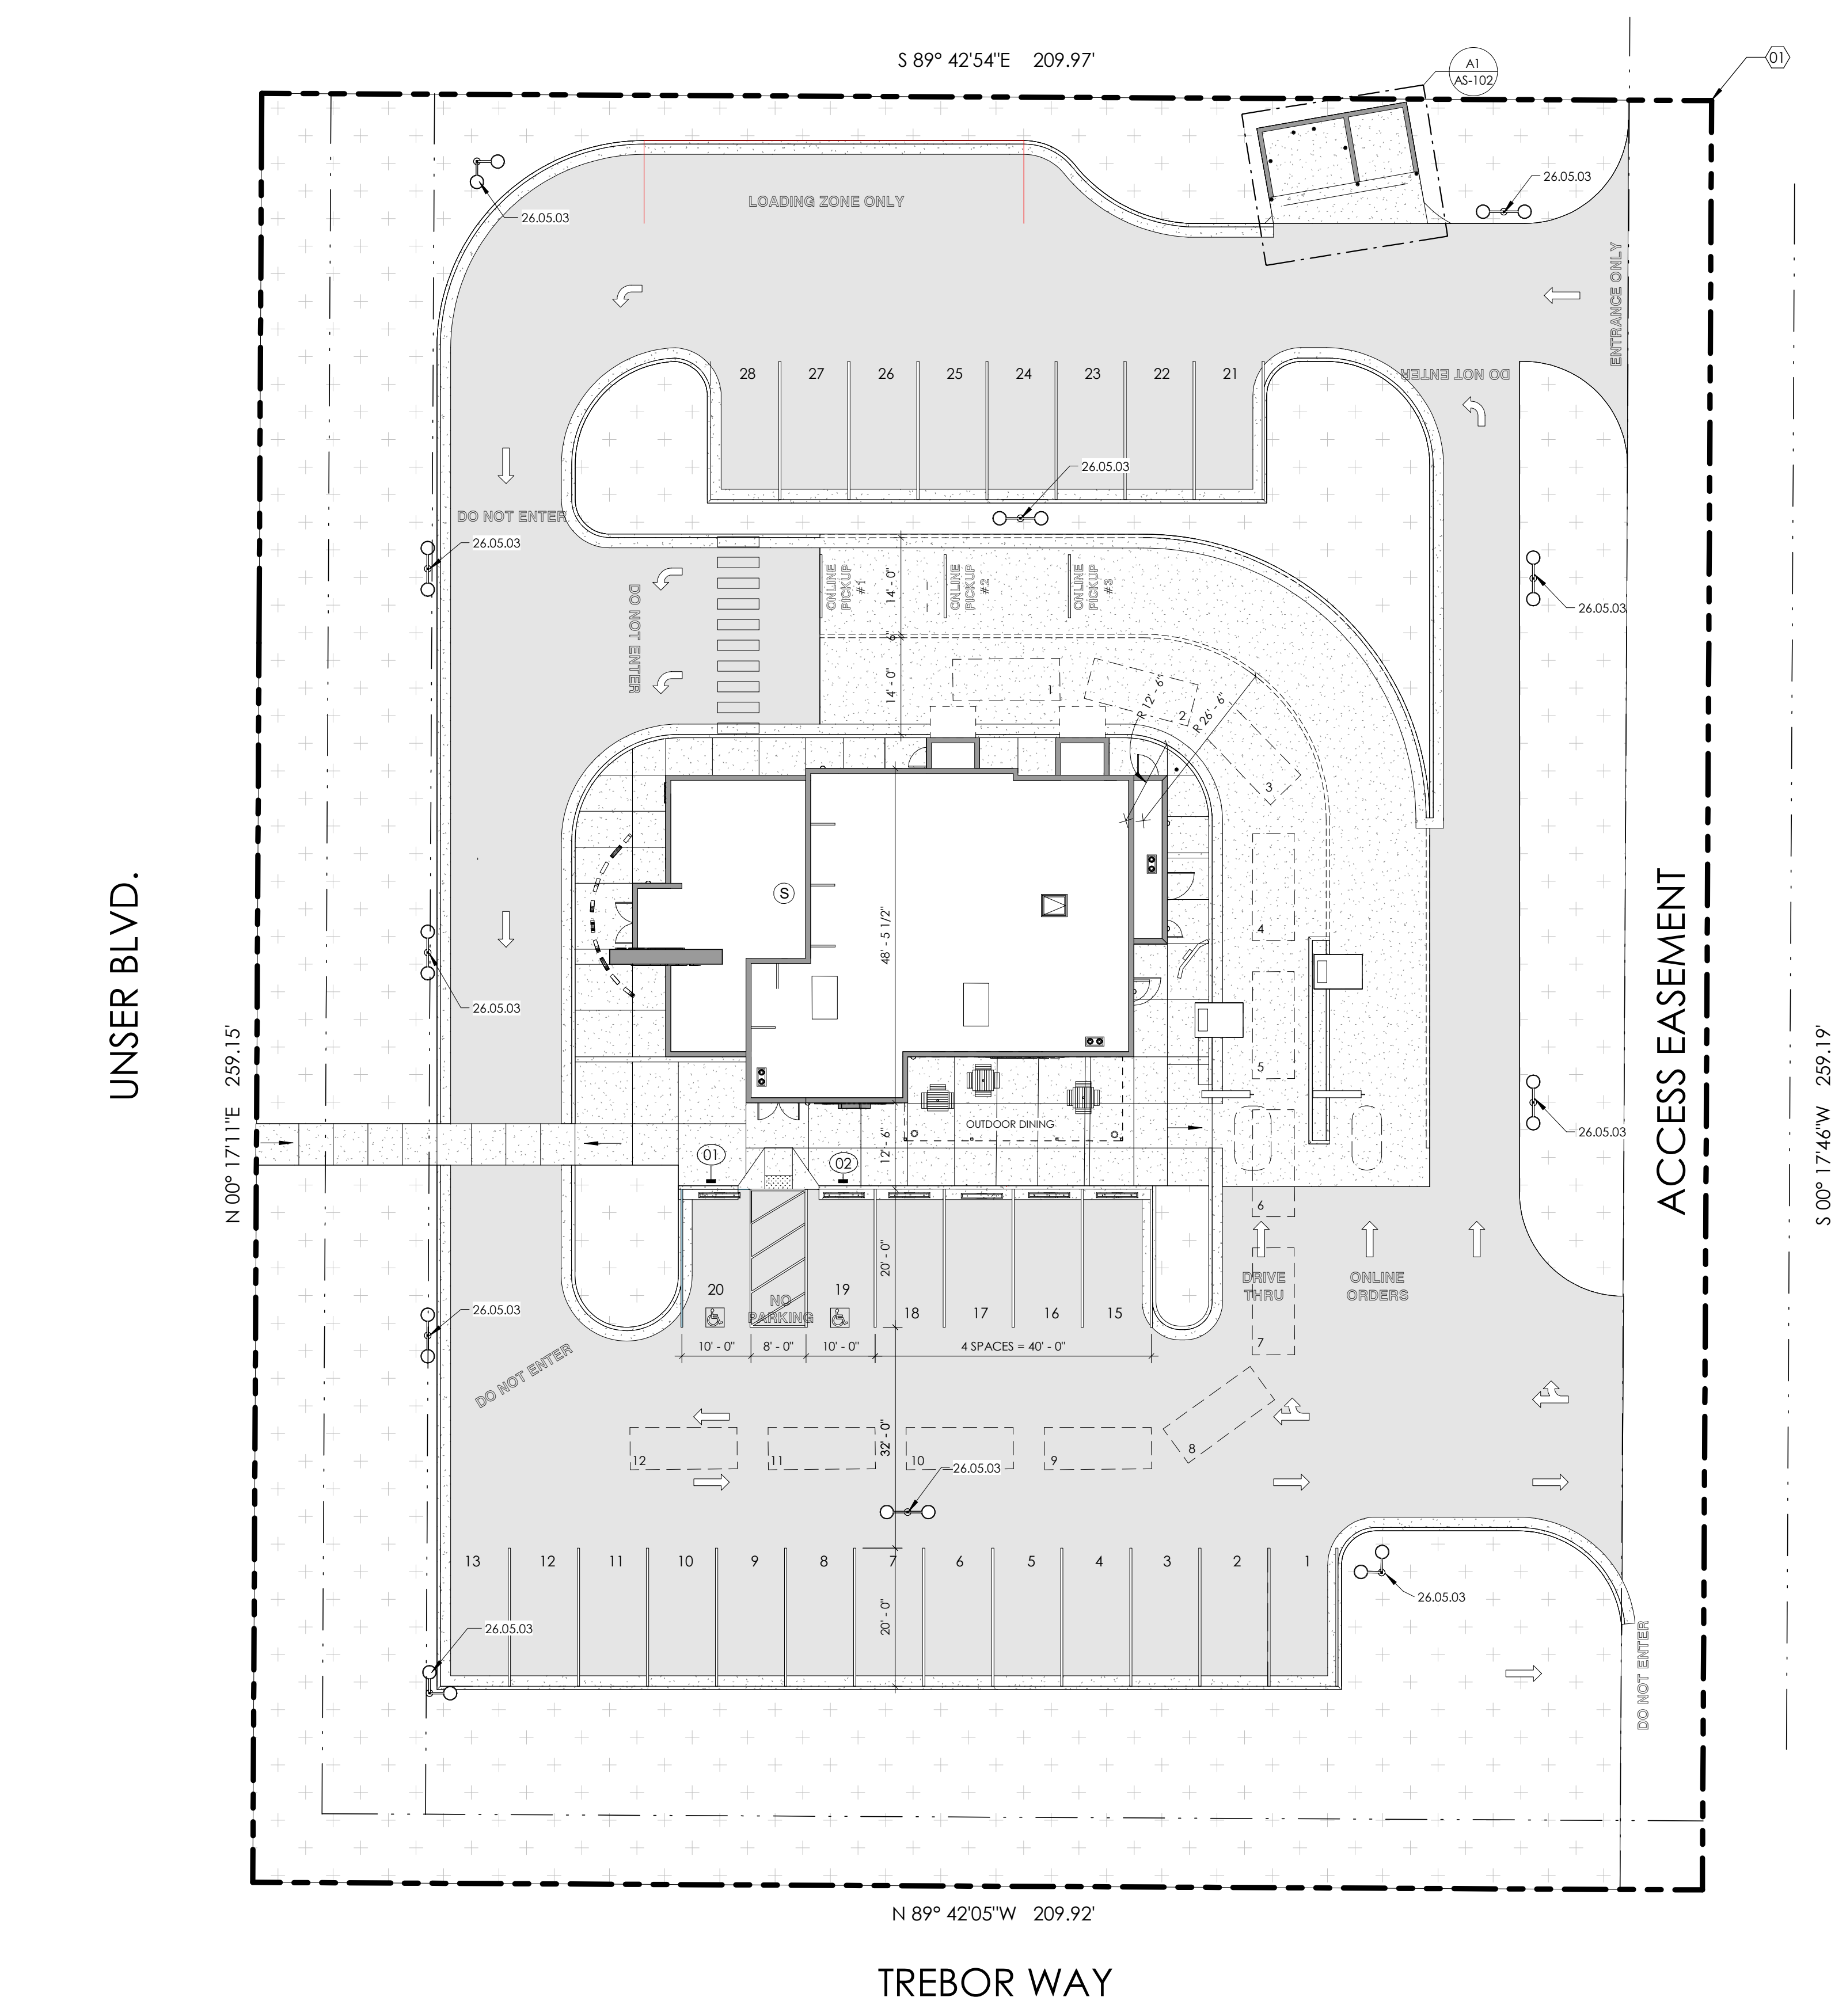 S 89° 42'54"E 209.97'
A1
AS-102
01
26.05.03
26.05.03
LOADING ZONE ONLY
ENTRANCE ONLY
28 27 26 25 24 23 22 21
DO NOT ENTER
26.05.03
DO NOT ENTER
26.05.03
ONLINE
PICKUP
#1
14' - 0"
ONLINE
PICKUP
#2
ONLINE
PICKUP
#3
26.05.03
DO NOT ENTER
6"
14' - 0"
1
2
R 12' - 6"
R 26' - 6"
3
S
48' - 5 1/2"
4
UNSER BLVD.
ACCESS EASEMENT
26.05.03
N 00° 17'11"E 259.15'
S 00° 17'46"W 259.19'
5
OUTDOOR DINING
26.05.03
01
02
12' - 6"
6
20' - 0"
DRIVE
THRU
ONLINE
ORDERS
20
NO
PARKING
19
18 17 16 15
26.05.03
10' - 0" 8' - 0" 10' - 0" 4 SPACES = 40' - 0"
7
DO NOT ENTER
32' - 0"
12 11 10 9 8
26.05.03
13 12 11 10 9 8 7 6 5 4 3 2 1
26.05.03
20' - 0"
26.05.03
DO NOT ENTER
N 89° 42'05"W 209.92'
TREBOR WAY